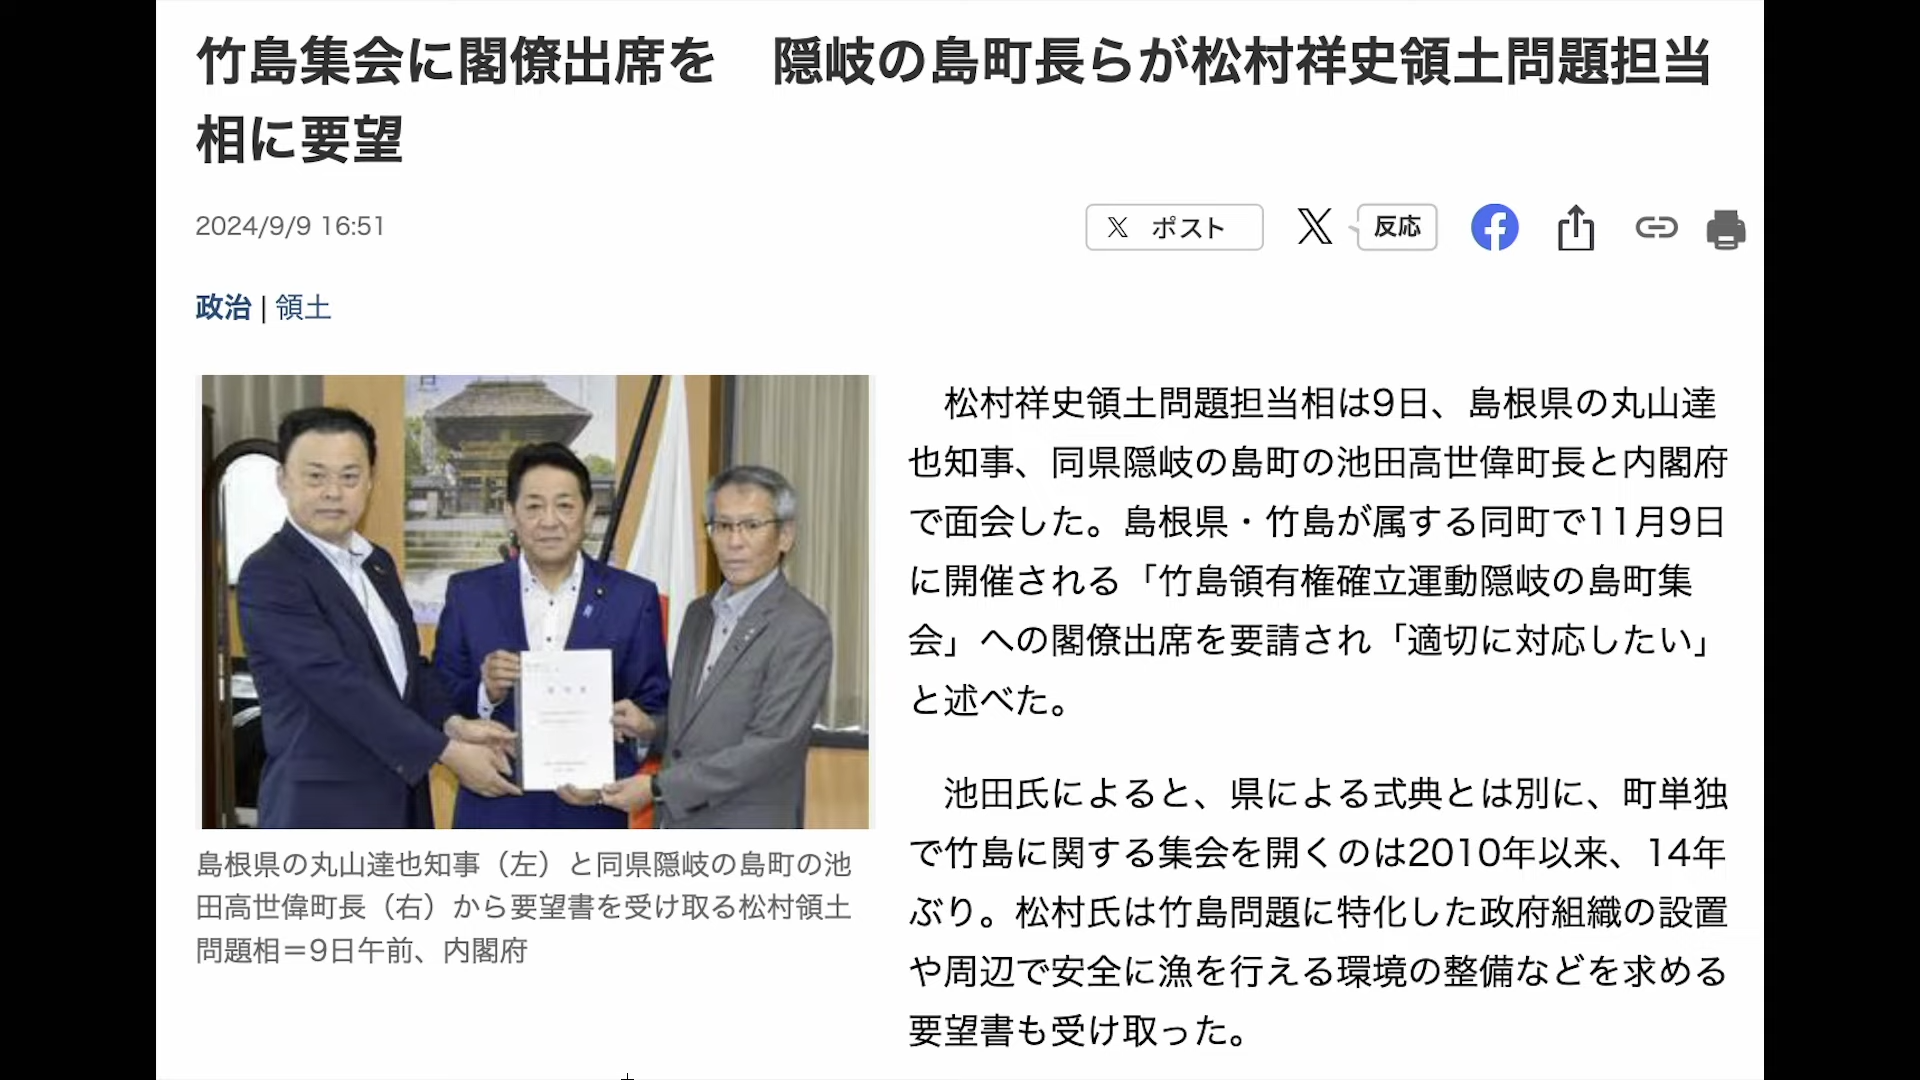 竹島集会に閣僚出席を　隠岐の島町長らが松村祥史領土問題担当
相に要望
2024/9/9 16:51
ポスト
反応
政治 | 領土
松村祥史領土問題担当相は9日、島根県の丸山達
也知事、同県隠岐の島町の池田高世偉町長と内閣府
で面会した。島根県・竹島が属する同町で11月9日
に開催される「竹島領有権確立運動隠岐の島町集
会」への閣僚出席を要請され「適切に対応したい」
と述べた。
池田氏によると、県による式典とは別に、町単独
で竹島に関する集会を開くのは2010年以来、14年
ぶり。松村氏は竹島問題に特化した政府組織の設置
や周辺で安全に漁を行える環境の整備などを求める
要望書も受け取った。
島根県の丸山達也知事（左）と同県隠岐の島町の池
田高世偉町長（右）から要望書を受け取る松村領土
問題相＝9日午前、内閣府